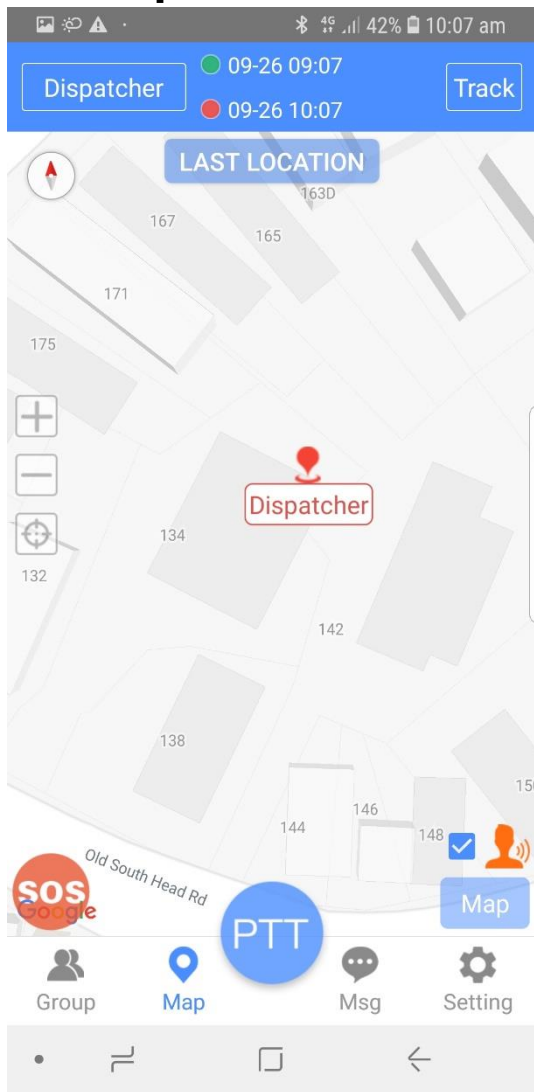 4G 42% 10:07 am
Dispatcher
09-26 09:07
09-26 10:07
Track
LAST LOCATION
163D
167
165
171
175
Dispatcher
134
132
142
138
146
144
148
Old South Head Rd
SOS
Google
Map
PTT
Group
Map
Msg
Setting